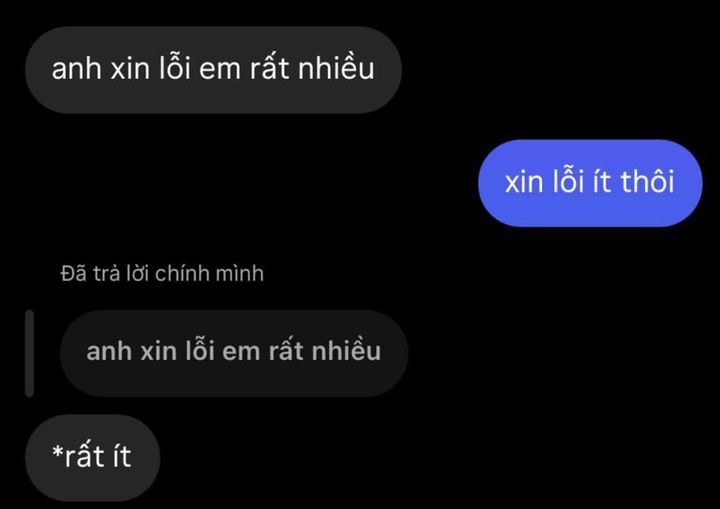 anh xin lỗi em rất nhiều
xin lỗi ít thôi
Đã trả lời chính mình
anh xin lỗi em rất nhiều
*rất ít